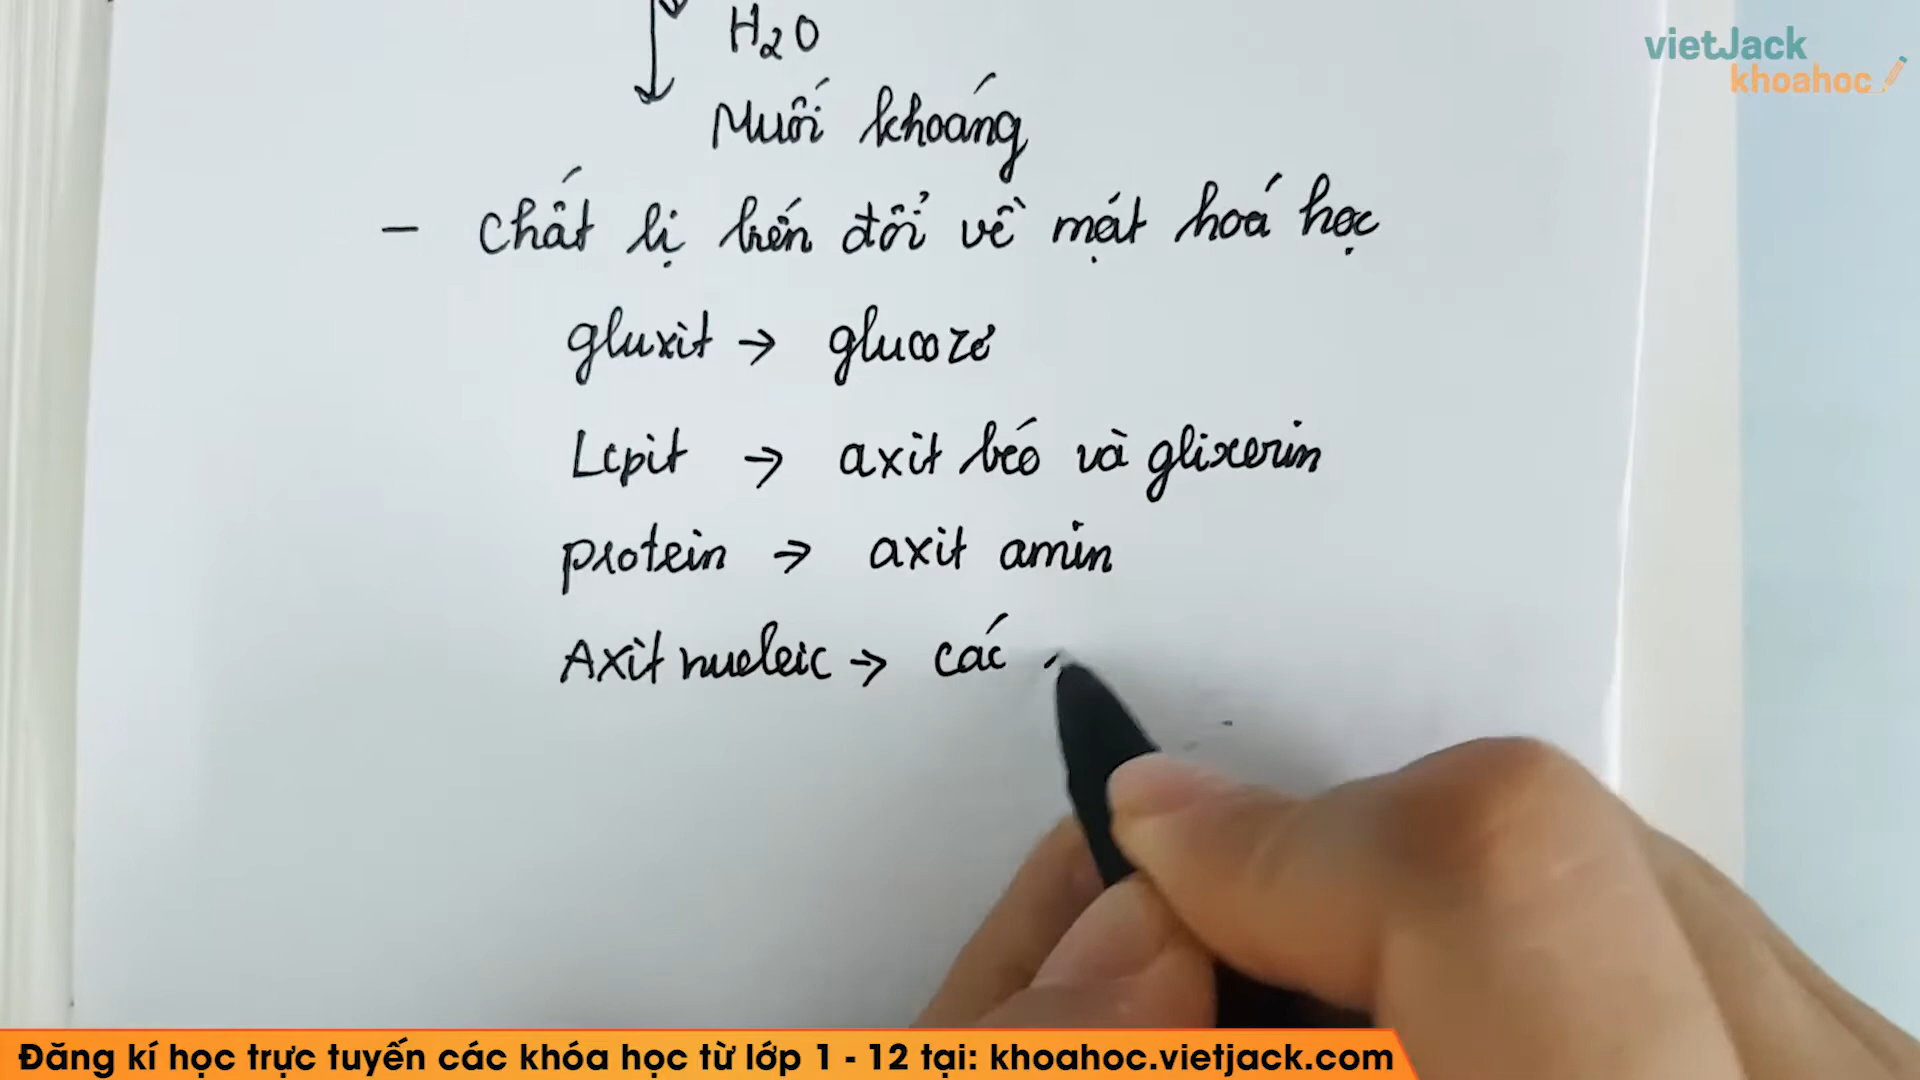 H2O
Muối khoáng
- Chất bị biến đổi về mặt hoá học
gluxit → glucozơ
Lipit → axit béo và glixerin
protein → axit amin
Axit nucleic → các
vietJack
khoahoc
Đăng kí học trực tuyến các khóa học từ lớp 1 - 12 tại: khoahoc.vietjack.com